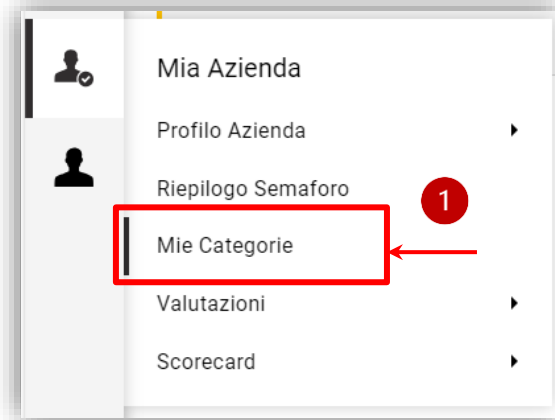 Mia Azienda
Profilo Azienda
Riepilogo Semaforo
1
Mie Categorie
Valutazioni
Scorecard